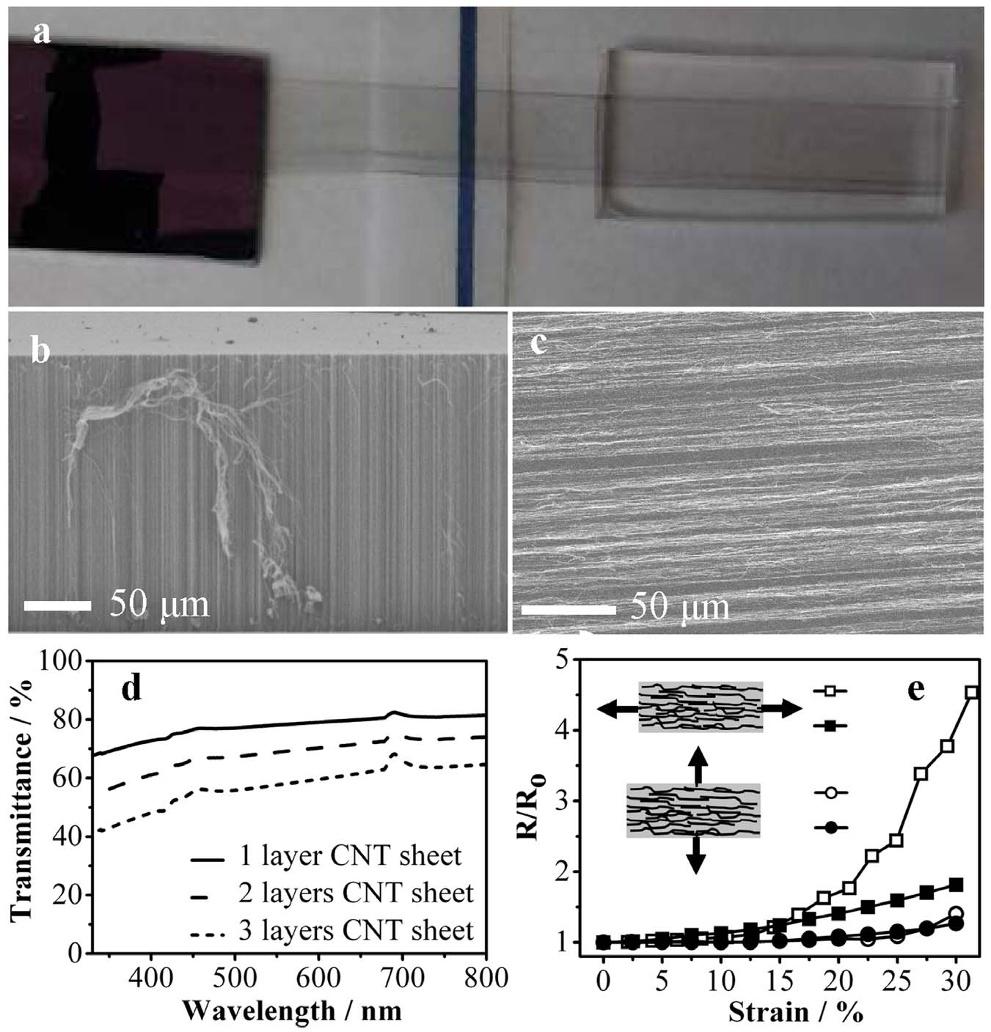 a
b
50 μm
c
50 μm
d
100
80
60
40
20
0
Transmittance / %
1 layer CNT sheet
2 layers CNT sheet
3 layers CNT sheet
400 500 600 700 800
Wavelength / nm
e
5
4
3
2
1
R/Ro
0 5 10 15 20 25 30
Strain / %